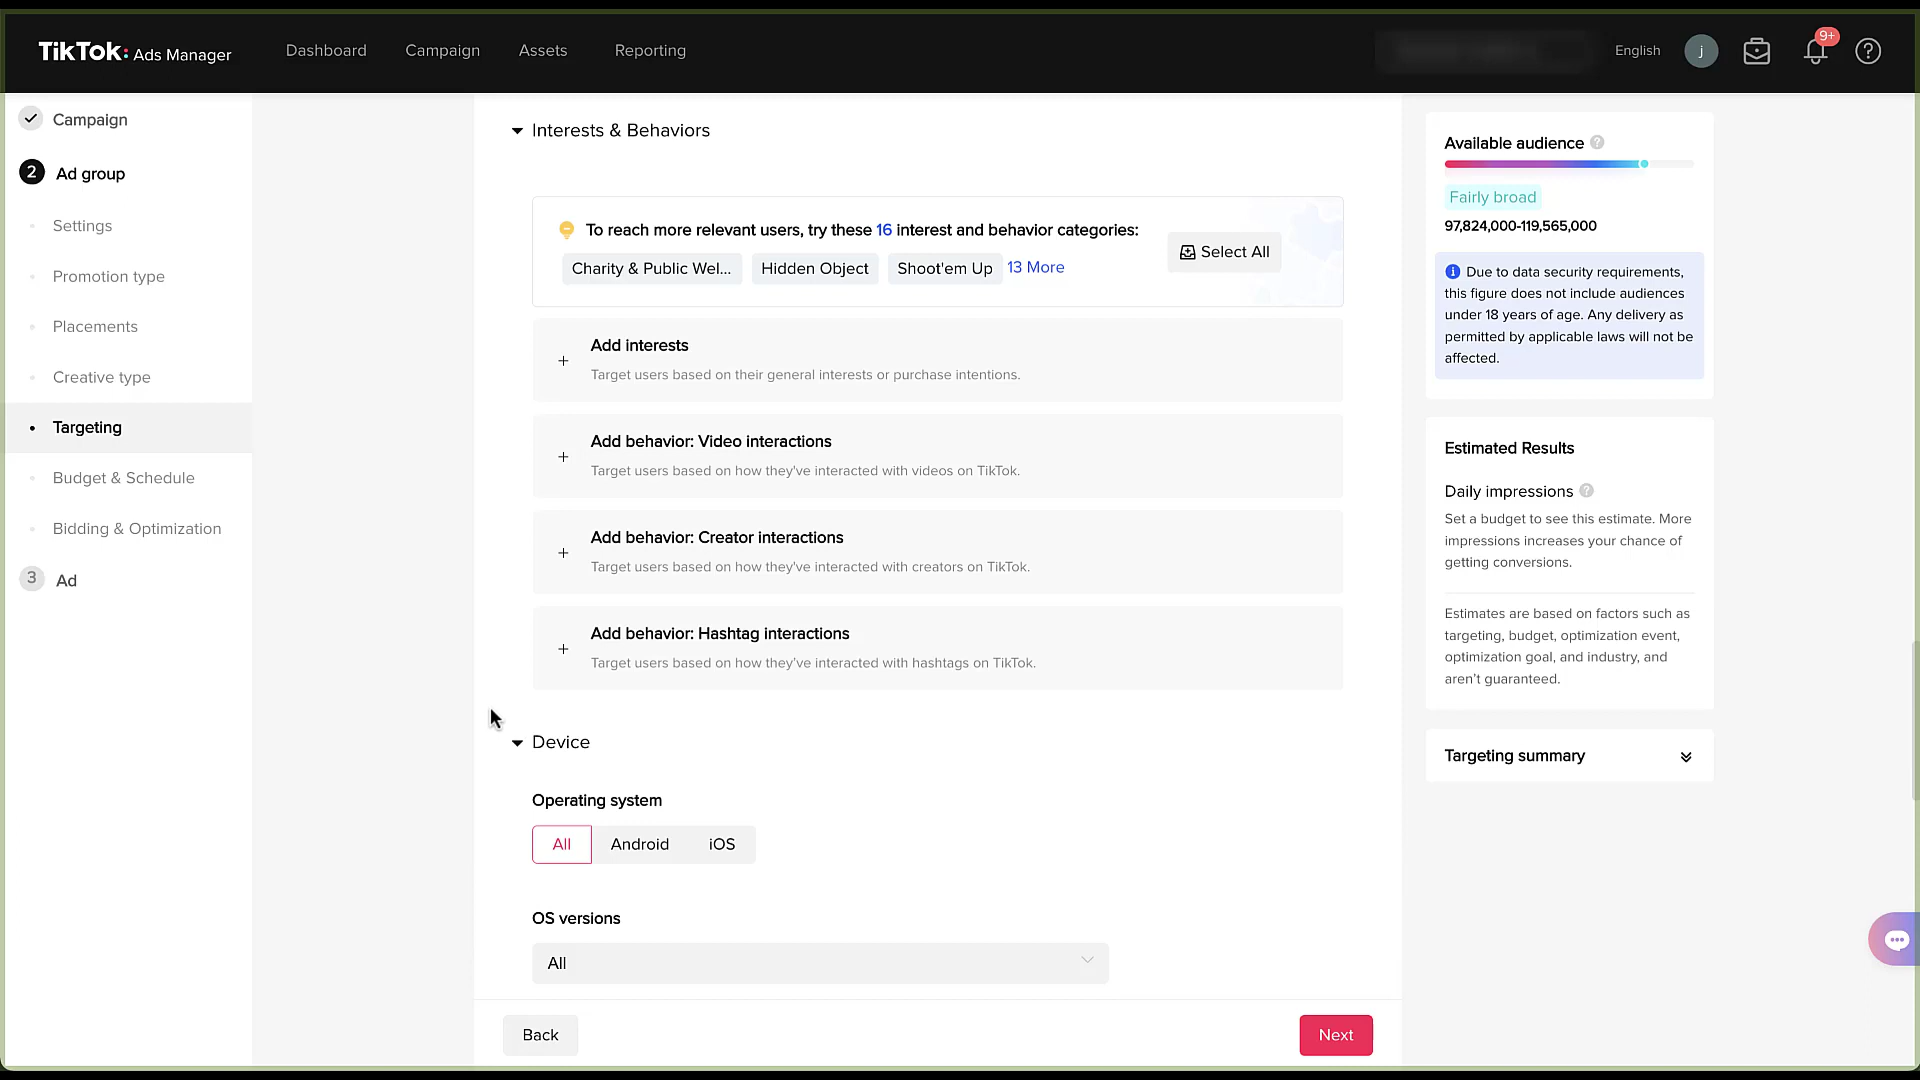 TikTok: Ads Manager
Dashboard
Campaign
Assets
Reporting
English
j
9+
?
Campaign
2 Ad group
Settings
Promotion type
Placements
Creative type
Targeting
Budget & Schedule
Bidding & Optimization
3 Ad
Interests & Behaviors
To reach more relevant users, try these 16 interest and behavior categories:
Charity & Public Wel...
Hidden Object
Shoot'em Up
13 More
Select All
Add interests
Target users based on their general interests or purchase intentions.
Add behavior: Video interactions
Target users based on how they've interacted with videos on TikTok.
Add behavior: Creator interactions
Target users based on how they've interacted with creators on TikTok.
Add behavior: Hashtag interactions
Target users based on how they've interacted with hashtags on TikTok.
Device
Operating system
All
Android
iOS
OS versions
All
Back
Next
Available audience ?
Fairly broad
97,824,000-119,565,000
Due to data security requirements,
this figure does not include audiences
under 18 years of age. Any delivery as
permitted by applicable laws will not be
affected.
Estimated Results
Daily impressions ?
Set a budget to see this estimate. More
impressions increases your chance of
getting conversions.
Estimates are based on factors such as
targeting, budget, optimization event,
optimization goal, and industry, and
aren't guaranteed.
Targeting summary